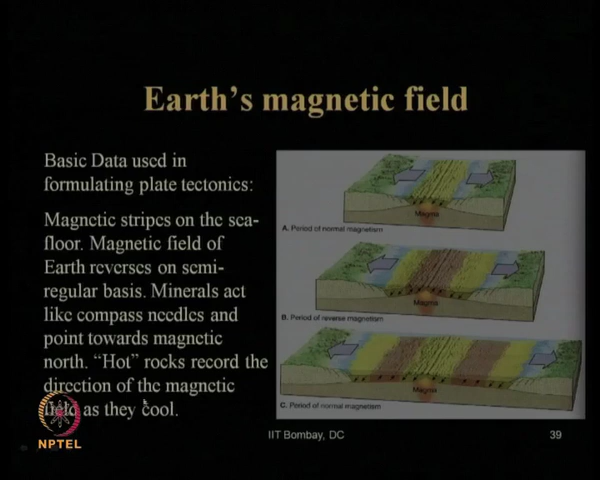 Earth's magnetic field
Basic Data used in
formulating plate tectonics:
Magnetic stripes on the sea-
floor. Magnetic field of
Earth reverses on semi-
regular basis. Minerals act
like compass needles and
point towards magnetic
north. "Hot" rocks record the
direction of the magnetic
field as they cool.
Magma
A. Period of normal magnetism
Magma
B. Period of reverse magnetism
Magma
C. Period of normal magnetism
NPTEL
IIT Bombay, DC
39